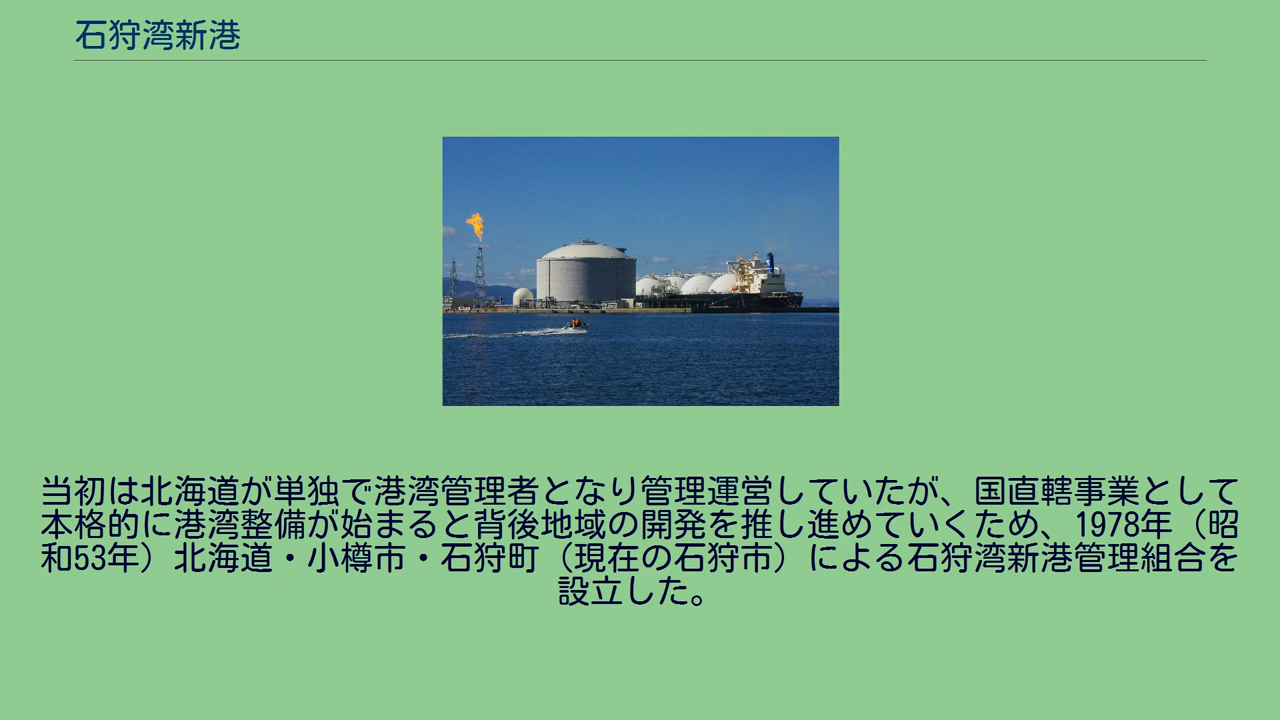 石狩湾新港
当初は北海道が単独で港湾管理者となり管理運営していたが、国直轄事業として
本格的に港湾整備が始まると背後地域の開発を推し進めていくため、1978年（昭
和53年）北海道・小樽市・石狩町（現在の石狩市）による石狩湾新港管理組合を
設立した。